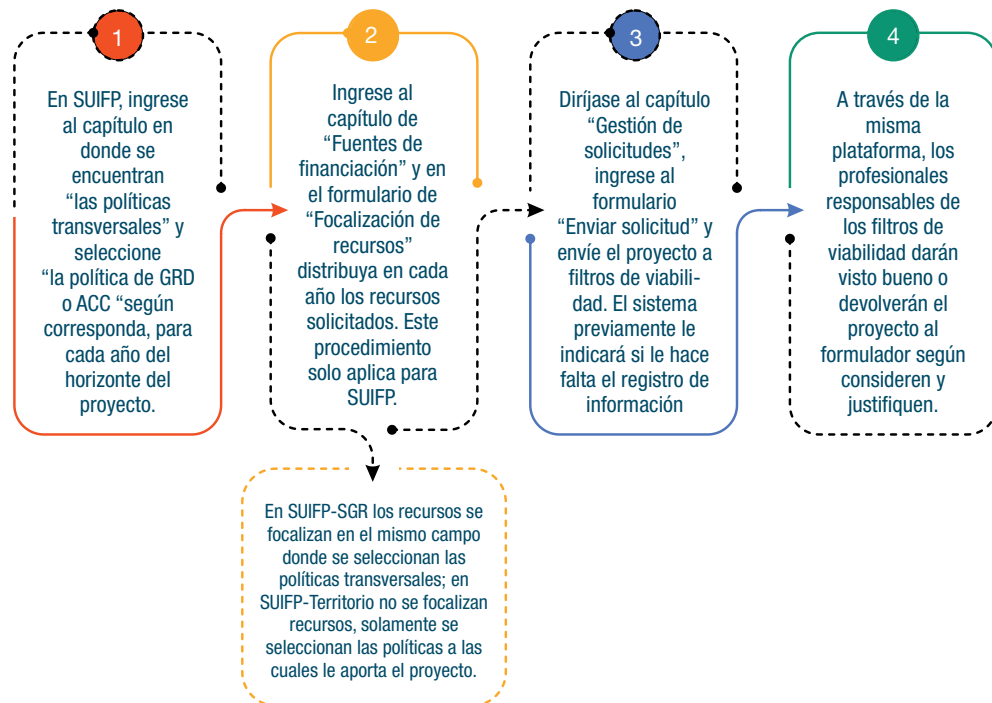 1
En SUIFP, ingrese
al capítulo en
donde se
encuentran
“las políticas
transversales” y
seleccione
“la política de GRD
o ACC “según
corresponda, para
cada año del
horizonte del
proyecto.
2
Ingrese al
capítulo de
“Fuentes de
financiación” y en
el formulario de
“Focalización de
recursos”
distribuya en cada
año los recursos
solicitados. Este
procedimiento
solo aplica para
SUIFP.
En SUIFP-SGR los recursos se
focalizan en el mismo campo
donde se seleccionan las
políticas transversales; en
SUIFP-Territorio no se focalizan
recursos, solamente se
seleccionan las políticas a las
cuales le aporta el proyecto.
3
Diríjase al capítulo
“Gestión de
solicitudes”,
ingrese al
formulario
“Enviar solicitud” y
envíe el proyecto a
filtros de viabili-
dad. El sistema
previamente le
indicará si le hace
falta el registro de
información
4
A través de la
misma
plataforma, los
profesionales
responsables de
los filtros de
viabilidad darán
visto bueno o
devolverán el
proyecto al
formulador según
consideren y
justifiquen.